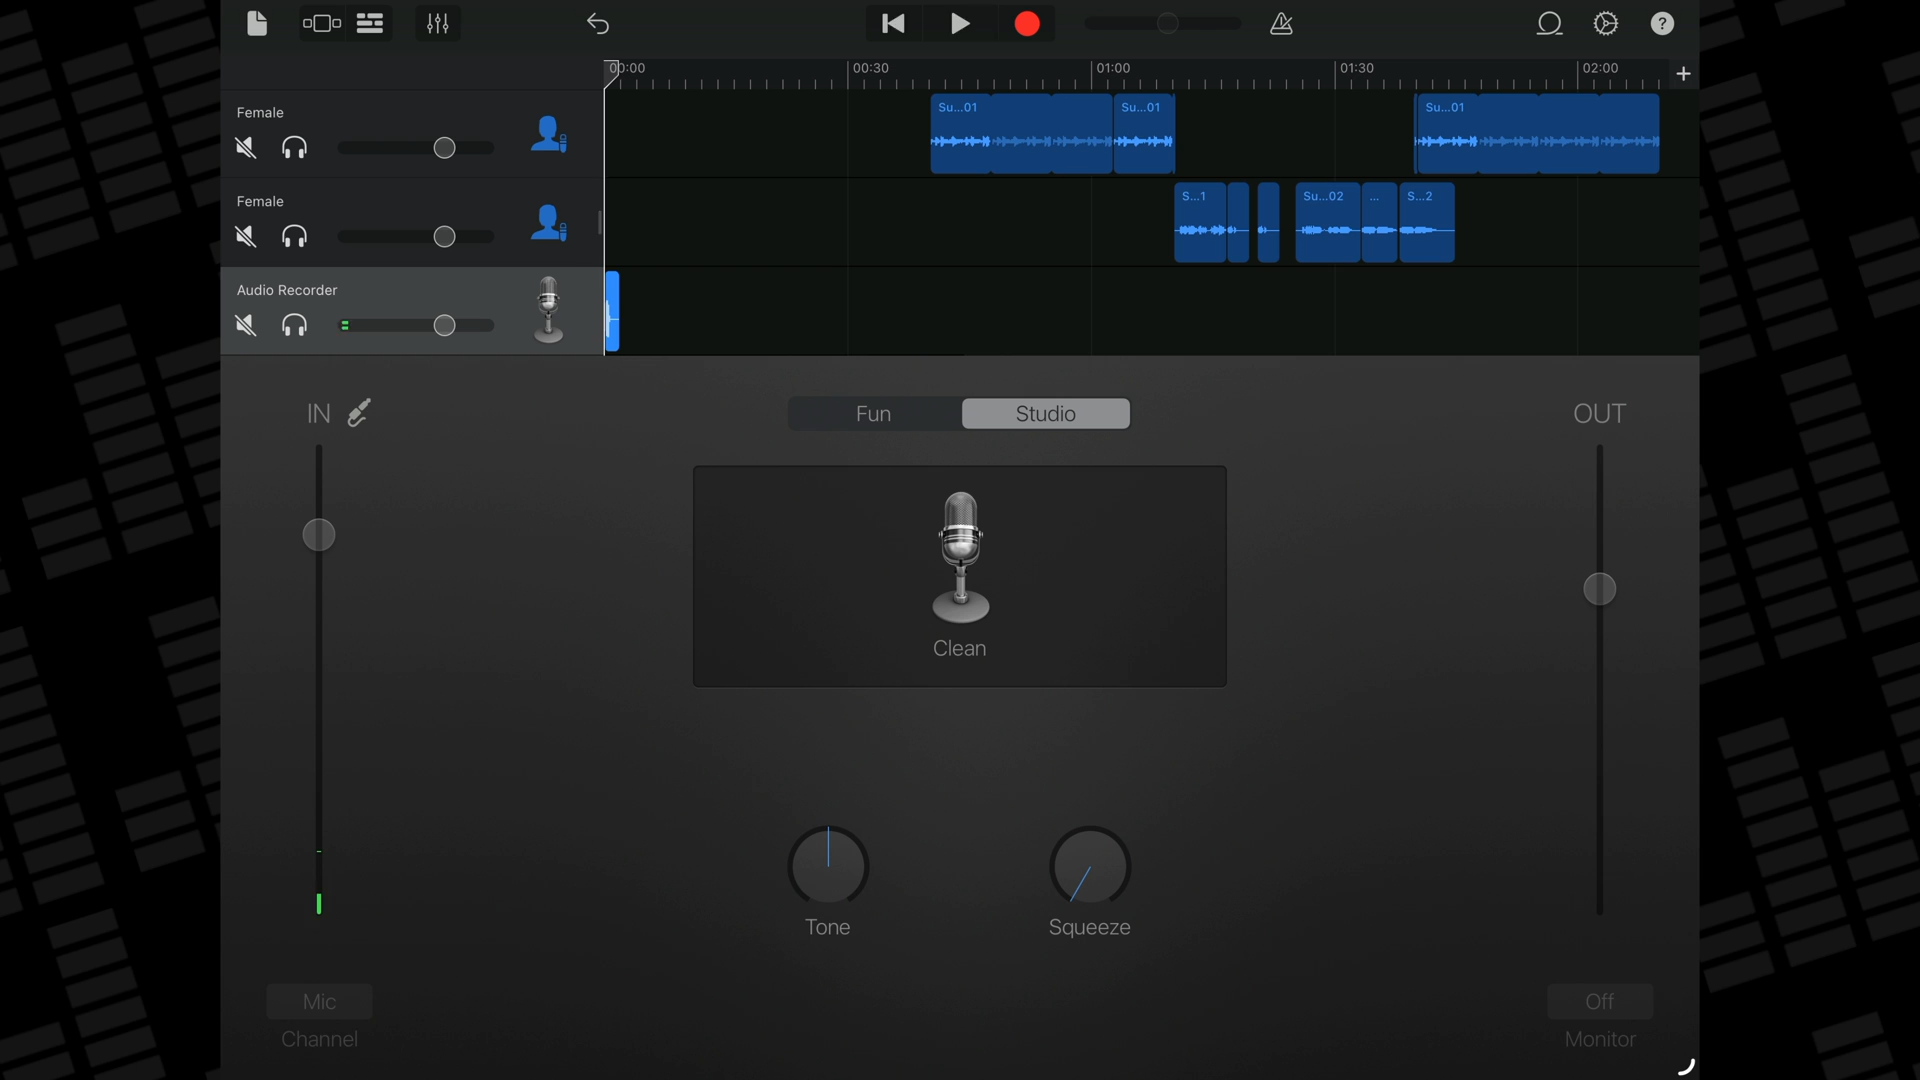 ?
00:00 00:30 01:00 01:30 02:00
+
Female
Su...01 Su...01 Su...01
Female
S...1 Su...02 ... S...2
Audio Recorder
IN Fun Studio OUT
Clean
Tone Squeeze
Mic Off
Channel Monitor